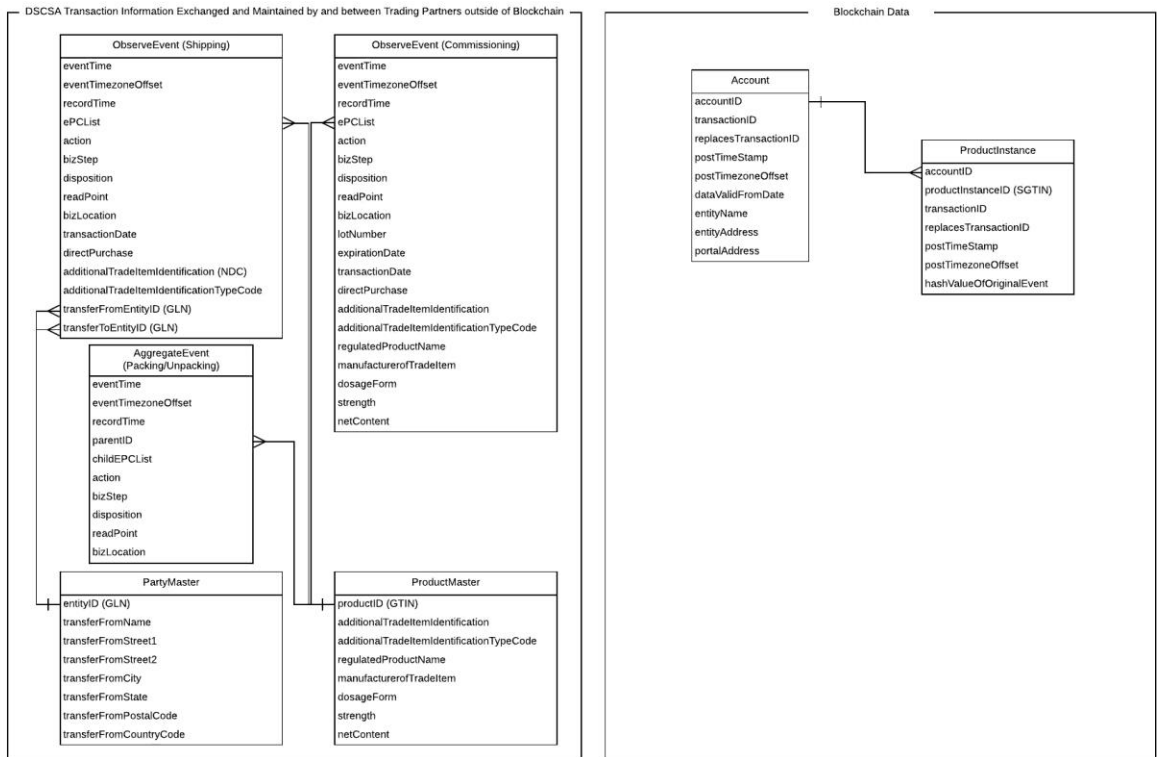 DSCSA Transaction Information Exchanged and Maintained by and between Trading Partners outside of Blockchain
ObserveEvent (Shipping)
eventTime
eventTimezoneOffset
recordTime
ePCList
action
bizStep
disposition
readPoint
bizLocation
transactionDate
directPurchase
additionalTradeItemIdentification (NDC)
additionalTradeItemIdentificationTypeCode
transferFromEntityID (GLN)
transferToEntityID (GLN)
ObserveEvent (Commissioning)
eventTime
eventTimezoneOffset
recordTime
ePCList
action
bizStep
disposition
readPoint
bizLocation
lotNumber
expirationDate
transactionDate
directPurchase
additionalTradeItemIdentification
additionalTradeItemIdentificationTypeCode
regulatedProductName
manufacturerofTradeItem
dosageForm
strength
netContent
AggregateEvent
(Packing/Unpacking)
eventTime
eventTimezoneOffset
recordTime
parentID
childEPCList
action
bizStep
disposition
readPoint
bizLocation
PartyMaster
entityID (GLN)
transferFromName
transferFromStreet1
transferFromStreet2
transferFromCity
transferFromState
transferFromPostalCode
transferFromCountryCode
ProductMaster
productID (GTIN)
additionalTradeItemIdentification
additionalTradeItemIdentificationTypeCode
regulatedProductName
manufacturerofTradeItem
dosageForm
strength
netContent
Blockchain Data
Account
accountID
transactionID
replacesTransactionID
postTimeStamp
postTimezoneOffset
dataValidFromDate
entityName
entityAddress
portalAddress
ProductInstance
accountID
productInstanceID (SGTIN)
transactionID
replacesTransactionID
postTimeStamp
postTimezoneOffset
hashValueOfOriginalEvent